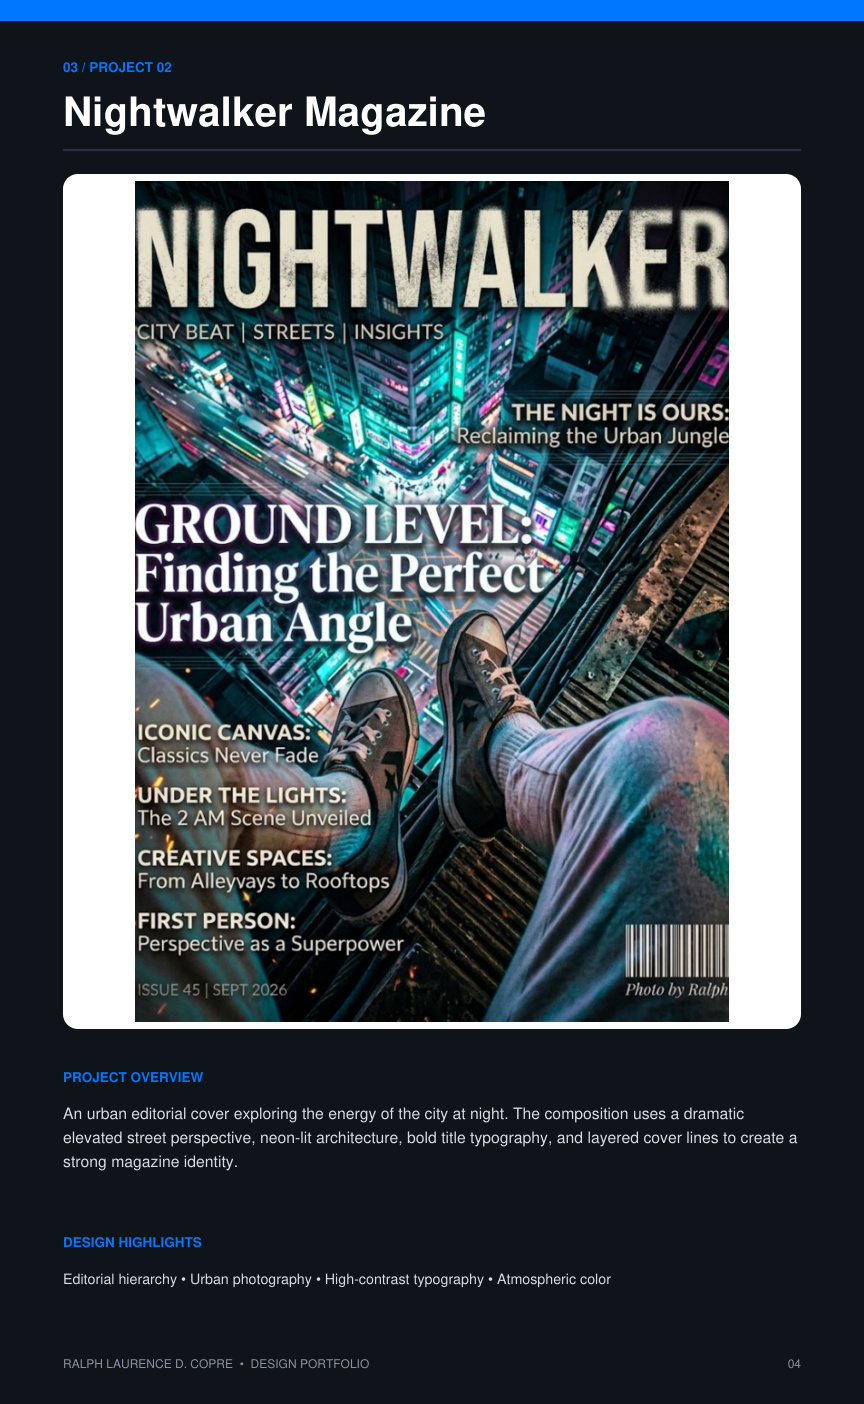 03 / PROJECT 02
Nightwalker Magazine
NIGHTWALKER
CITY BEAT | STREETS | INSIGHTS
THE NIGHT IS OURS:
Reclaiming the Urban Jungle
GROUND LEVEL:
Finding the Perfect
Urban Angle
ICONIC CANVAS:
Classics Never Fade
UNDER THE LIGHTS:
The 2 AM Scene Unveiled
CREATIVE SPACES:
From Alleyvays to Rooftops
FIRST PERSON:
Perspective as a Superpower
ISSUE 45 | SEPT 2026
Photo by Ralph
PROJECT OVERVIEW
An urban editorial cover exploring the energy of the city at night. The composition uses a dramatic
elevated street perspective, neon-lit architecture, bold title typography, and layered cover lines to create a
strong magazine identity.
DESIGN HIGHLIGHTS
Editorial hierarchy • Urban photography • High-contrast typography • Atmospheric color
RALPH LAURENCE D. COPRE • DESIGN PORTFOLIO
04